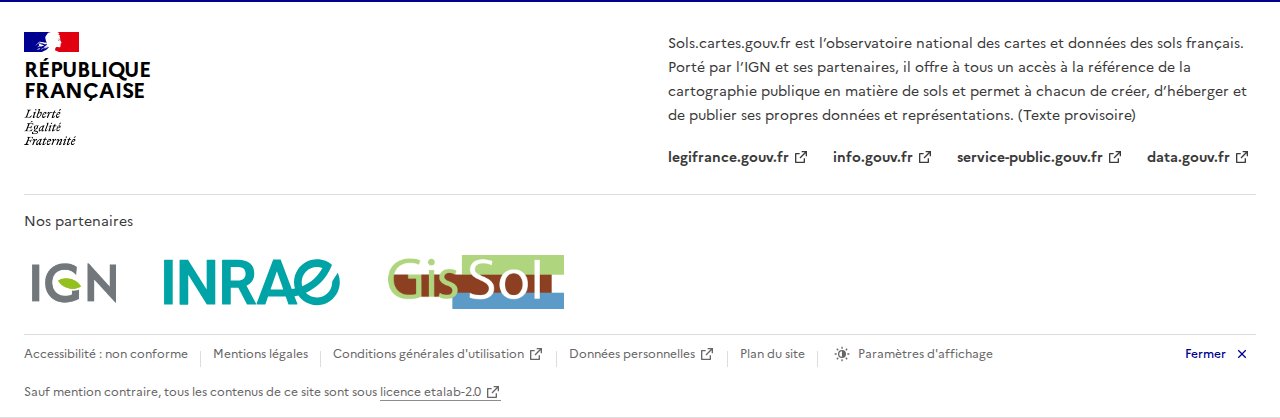 RÉPUBLIQUE
FRANÇAISE
Liberté
Égalité
Fraternité
Sols.cartes.gouv.fr est l’observatoire national des cartes et données des sols français.
Porté par l’IGN et ses partenaires, il offre à tous un accès à la référence de la
cartographie publique en matière de sols et permet à chacun de créer, d’héberger et
de publier ses propres données et représentations. (Texte provisoire)
legifrance.gouv.fr info.gouv.fr service-public.gouv.fr data.gouv.fr
Nos partenaires
IGN INRAE Gis Sol
Accessibilité : non conforme Mentions légales Conditions générales d'utilisation Données personnelles Plan du site Paramètres d'affichage Fermer
Sauf mention contraire, tous les contenus de ce site sont sous licence etalab-2.0